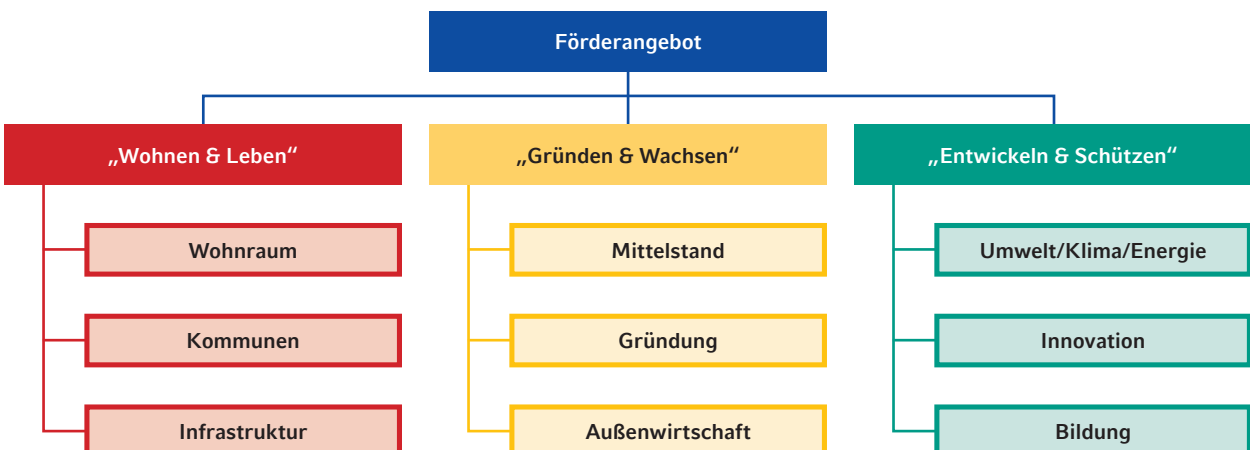 Förderangebot
„Wohnen & Leben“
„Gründen & Wachsen“
„Entwickeln & Schützen“
Wohnraum
Mittelstand
Umwelt/Klima/Energie
Kommunen
Gründung
Innovation
Infrastruktur
Außenwirtschaft
Bildung